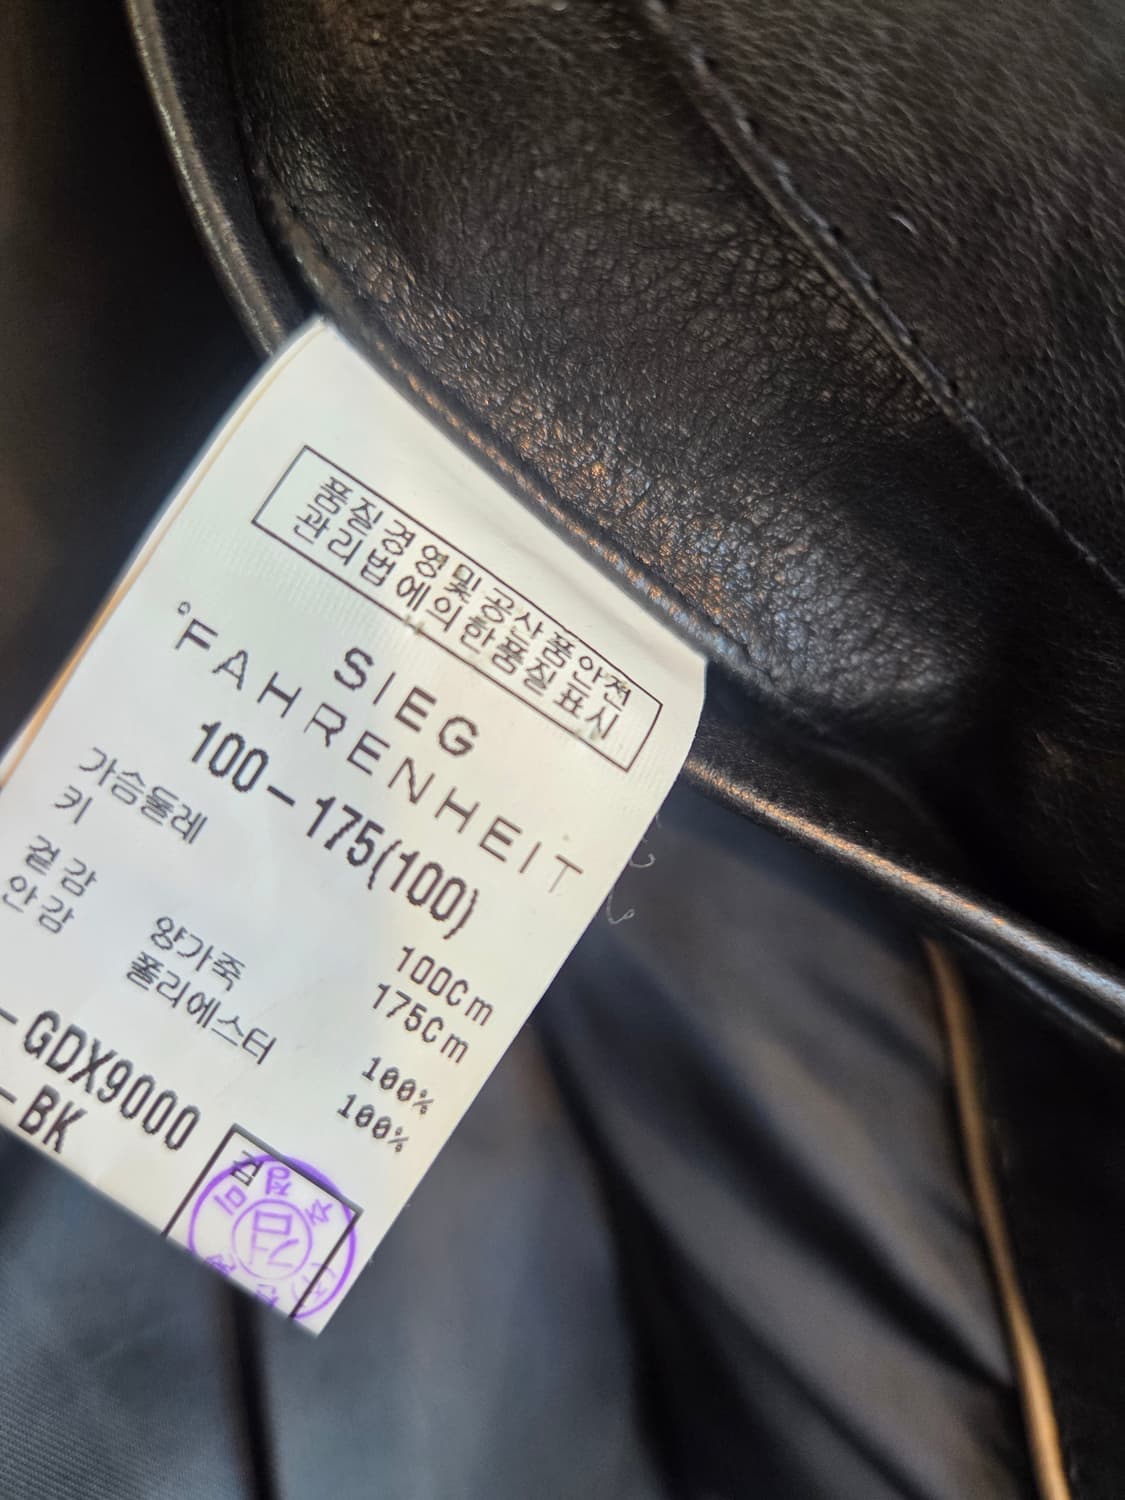 품질경영및공산품안전
관리법에의한품질표시
SIEG
°FAHRENHEIT
100-175(100)
가슴둘레 100Cm
키 175Cm
겉감 양가죽 100%
안감 폴리에스터 100%
-GDX9000
-BK
검